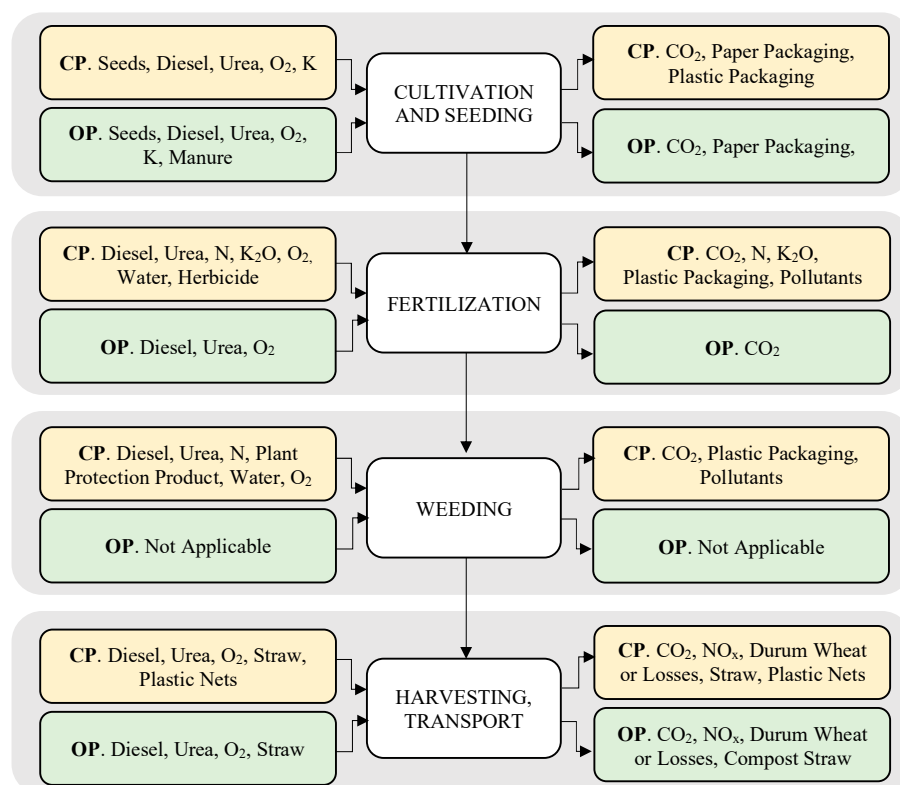 CP. Seeds, Diesel, Urea, O₂, K
OP. Seeds, Diesel, Urea, O₂,
K, Manure
CULTIVATION
AND SEEDING
CP. CO₂, Paper Packaging,
Plastic Packaging
OP. CO₂, Paper Packaging,
CP. Diesel, Urea, N, K₂O, O₂,
Water, Herbicide
OP. Diesel, Urea, O₂
FERTILIZATION
CP. CO₂, N, K₂O,
Plastic Packaging, Pollutants
OP. CO₂
CP. Diesel, Urea, N, Plant
Protection Product, Water, O₂
OP. Not Applicable
WEEDING
CP. CO₂, Plastic Packaging,
Pollutants
OP. Not Applicable
CP. Diesel, Urea, O₂, Straw,
Plastic Nets
OP. Diesel, Urea, O₂, Straw
HARVESTING,
TRANSPORT
CP. CO₂, NOₓ, Durum Wheat
or Losses, Straw, Plastic Nets
OP. CO₂, NOₓ, Durum Wheat
or Losses, Compost Straw